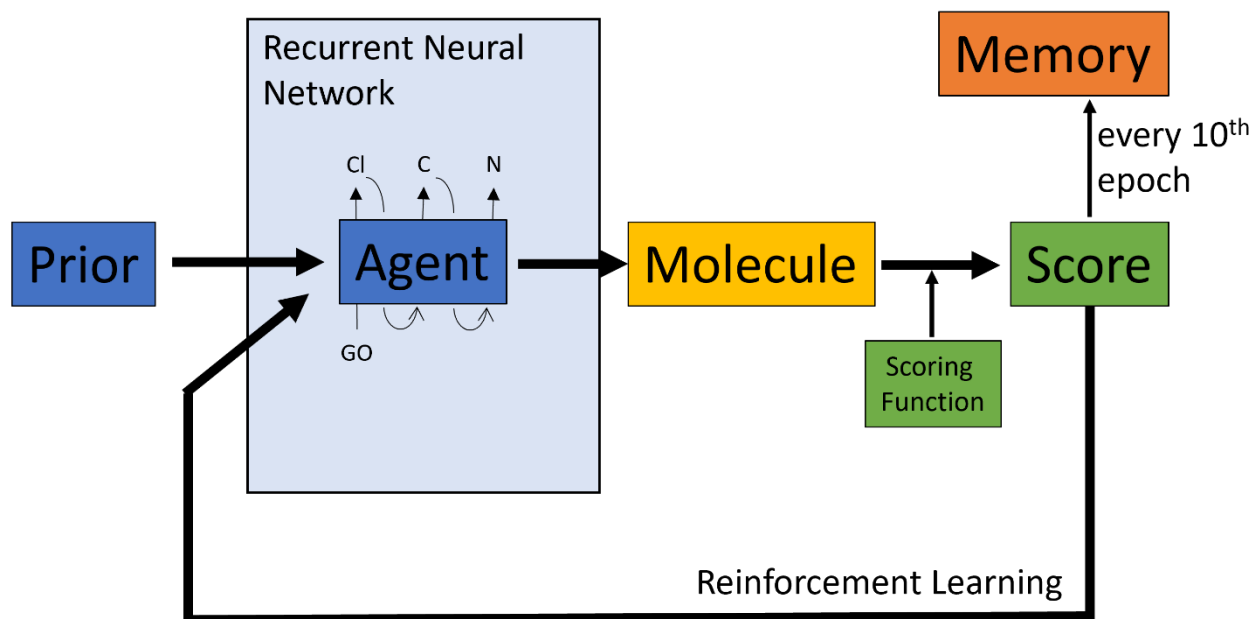 Recurrent Neural
Network
Memory
every 10th
epoch
Cl C N
Prior
Agent
Molecule
Score
GO
Scoring
Function
Reinforcement Learning